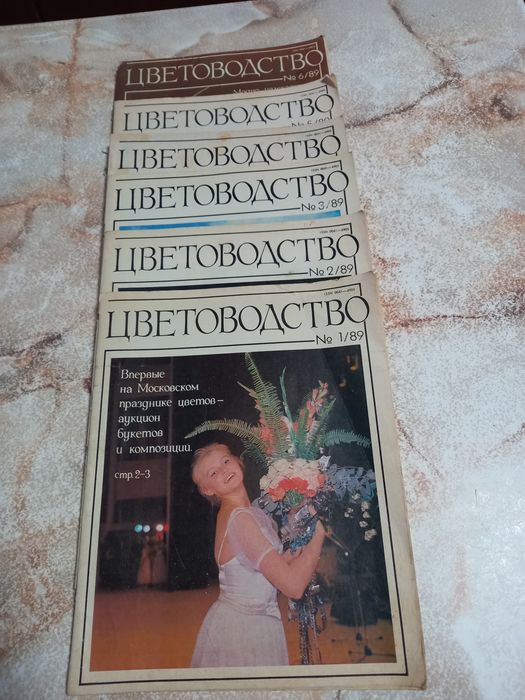 ЦВЕТОВОДСТВО
№ 6/89
ЦВЕТОВОДСТВО
ЦВЕТОВОДСТВО
ЦВЕТОВОДСТВО
№ 3/89
ЦВЕТОВОДСТВО
№ 2/89
ЦВЕТОВОДСТВО
№ 1/89
Впервые
на Московском
празднике цветов–
аукцион
букетов
и композиций.
стр. 2–3